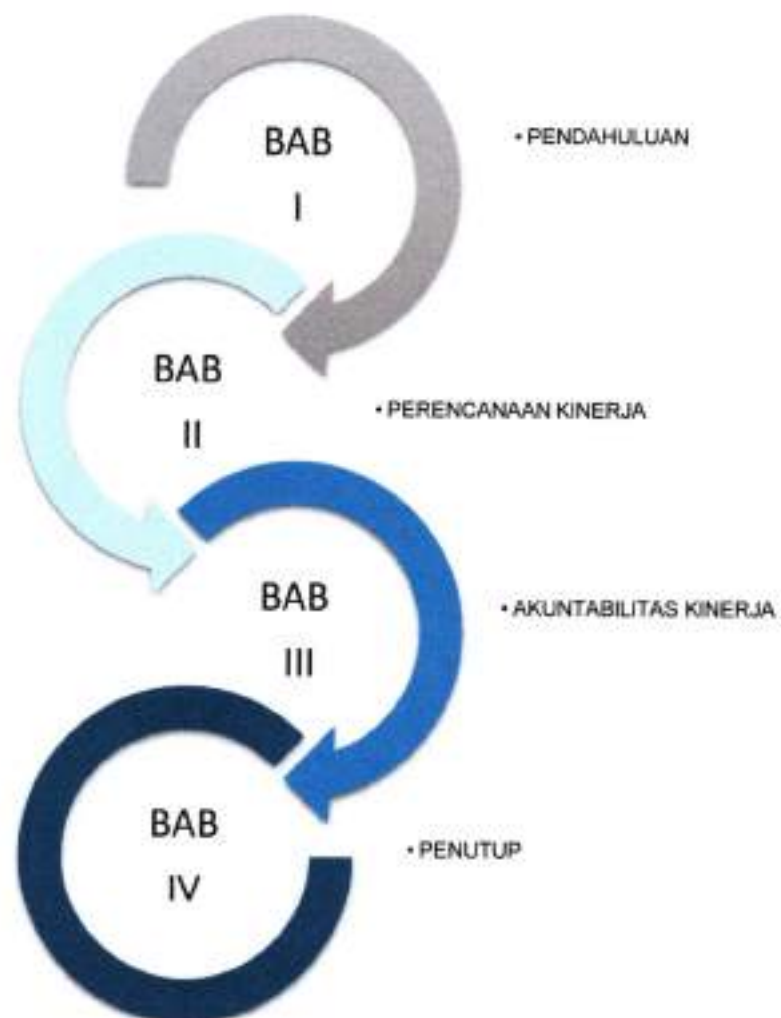 BAB
I
• PENDAHULUAN
BAB
II
• PERENCANAAN KINERJA
BAB
III
• AKUNTABILITAS KINERJA
BAB
IV
• PENUTUP